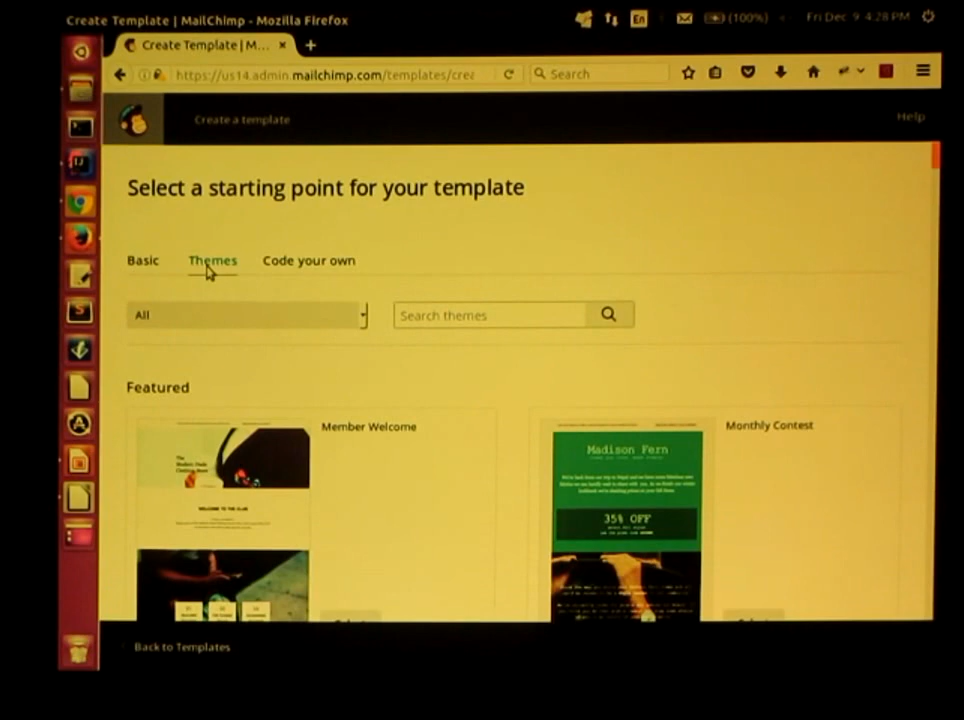 Create Template | MailChimp - Mozilla Firefox
En
(100%)
Fri Dec 9 4:28 PM
Create Template | M...
https://us14.admin.mailchimp.com/templates/crea
Search
Create a template
Help
Select a starting point for your template
Basic
Themes
Code your own
All
Search themes
Featured
Member Welcome
Monthly Contest
WELCOME TO THE CLUB
Madison Fern
35% OFF
Back to Templates